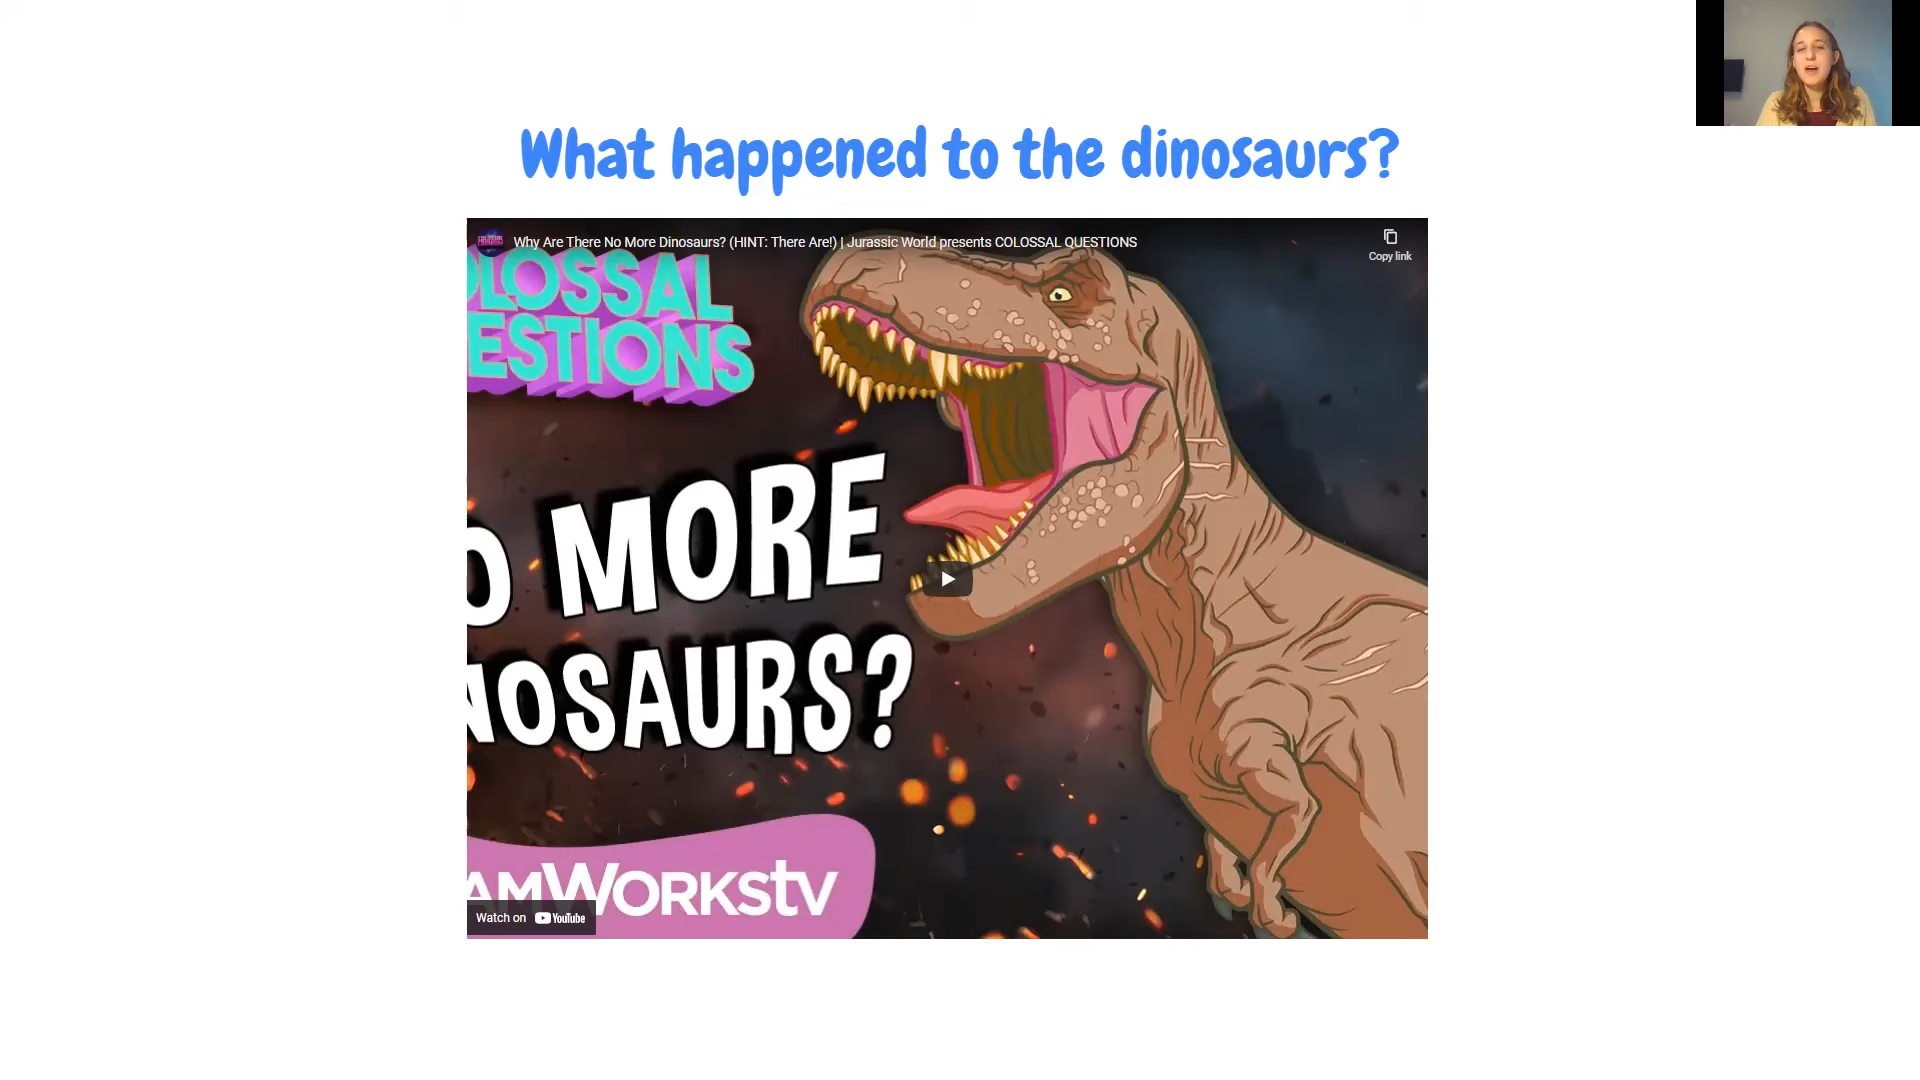 What happened to the dinosaurs?
Why Are There No More Dinosaurs? (HINT: There Are!) | Jurassic World presents COLOSSAL QUESTIONS
Copy link
OLOSSAL
ESTIONS
O MORE
NOSAURS?
AMWORKStv
Watch on YouTube